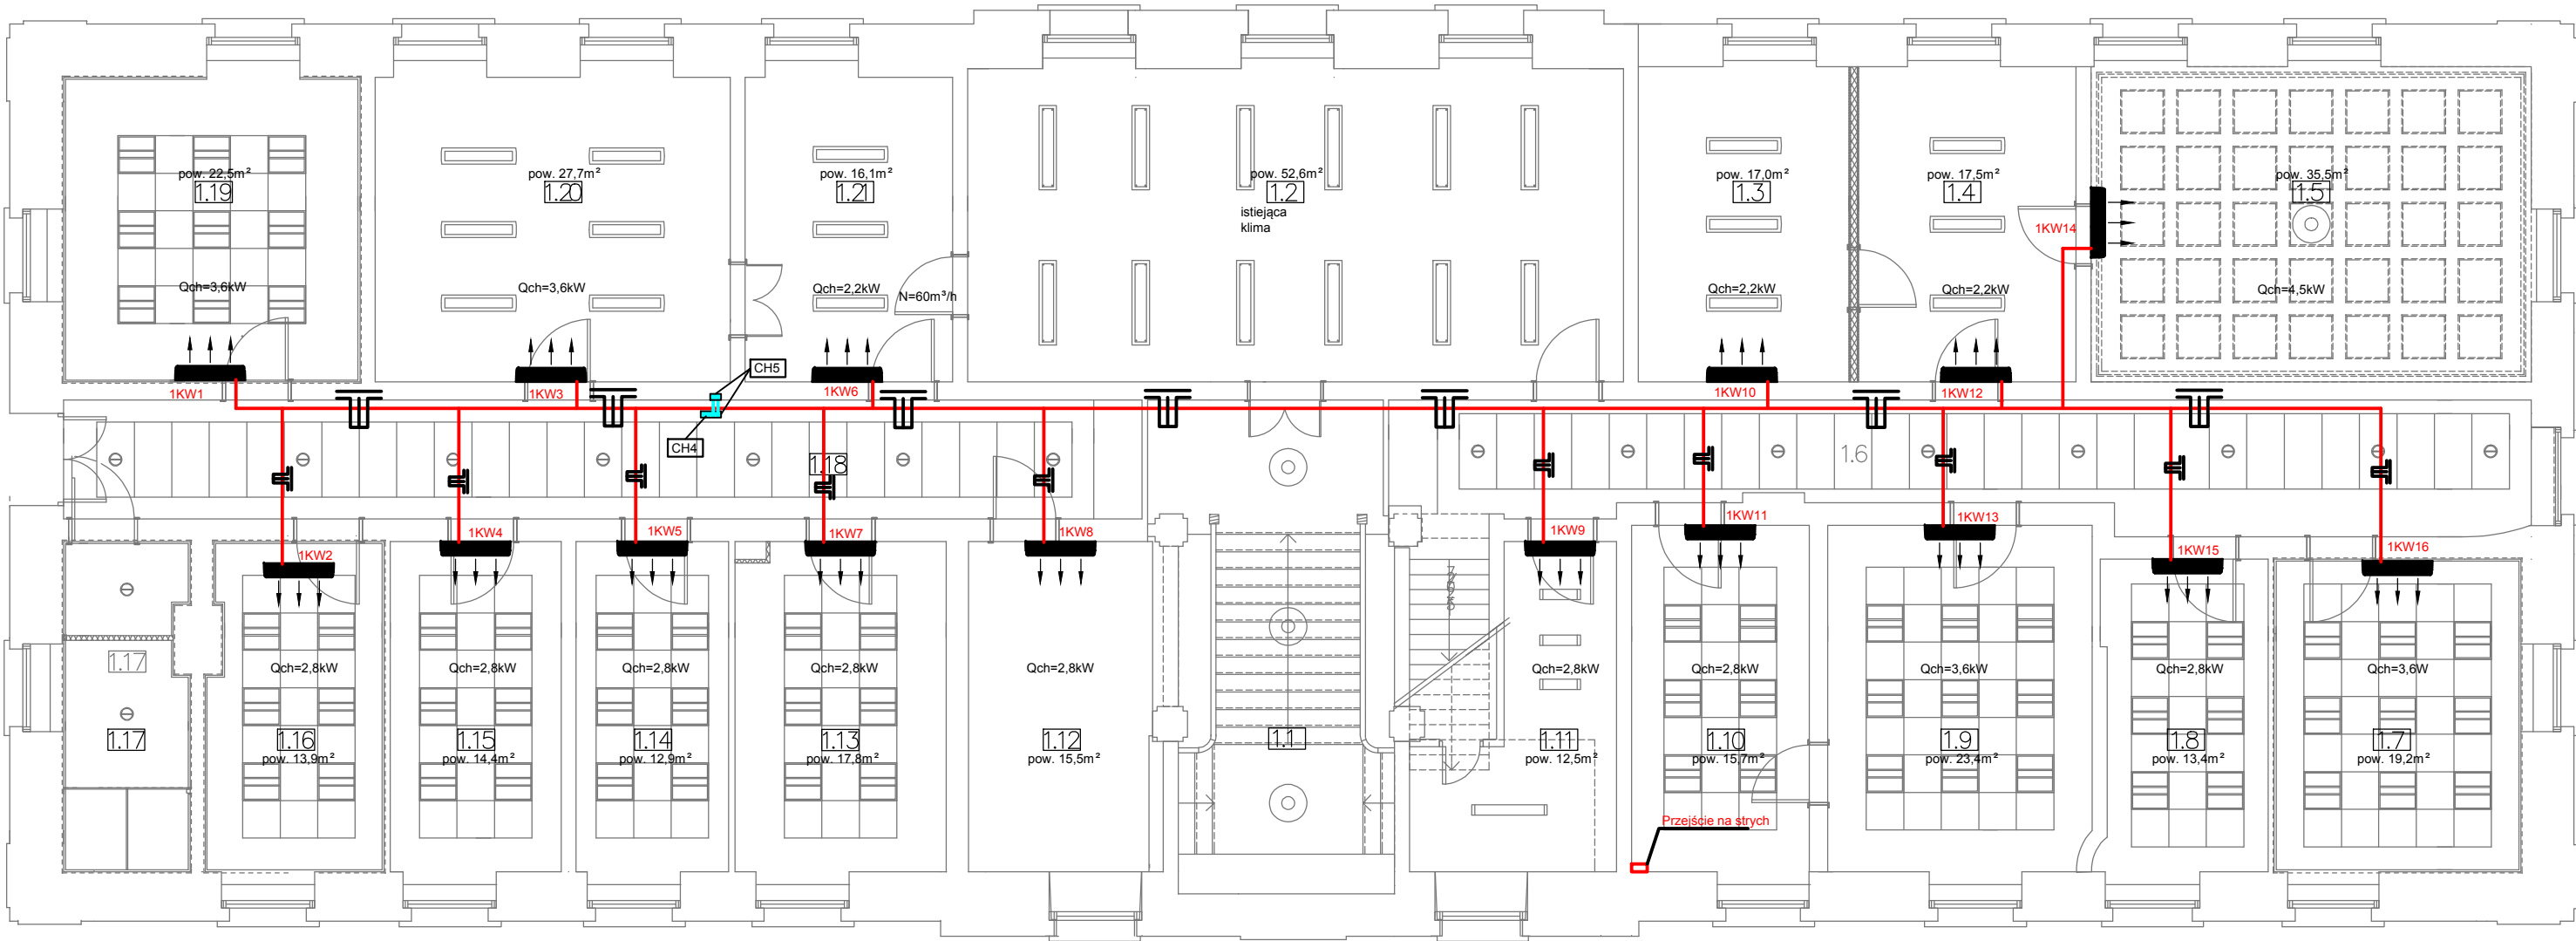 pow. 22,5m²
1.19
Qch=3,6kW
1KW1
pow. 27,7m²
1.20
Qch=3,6kW
1KW3
pow. 16,1m²
1.21
Qch=2,2kW
N=60m³/h
1KW6
CH5
CH4
pow. 52,6m²
1.2
istiejąca
klima
pow. 17,0m²
1.3
Qch=2,2kW
1KW10
pow. 17,5m²
1.4
Qch=2,2kW
1KW12
1KW14
pow. 35,5m²
1.5
Qch=4,5kW
1.18
1.6
1KW2
1KW4
1KW5
1KW7
1KW8
1KW9
1KW11
1KW13
1KW15
1KW16
1.17
1.17
Qch=2,8kW
1.16
pow. 13,9m²
Qch=2,8kW
1.15
pow. 14,4m²
Qch=2,8kW
1.14
pow. 12,9m²
Qch=2,8kW
1.13
pow. 17,8m²
Qch=2,8kW
1.12
pow. 15,5m²
1.1
Qch=2,8kW
1.11
pow. 12,5m²
Qch=2,8kW
1.10
pow. 15,7m²
Przejście na strych
Qch=3,6kW
1.9
pow. 23,4m²
Qch=2,8kW
1.8
pow. 13,4m²
Qch=3,6W
1.7
pow. 19,2m²